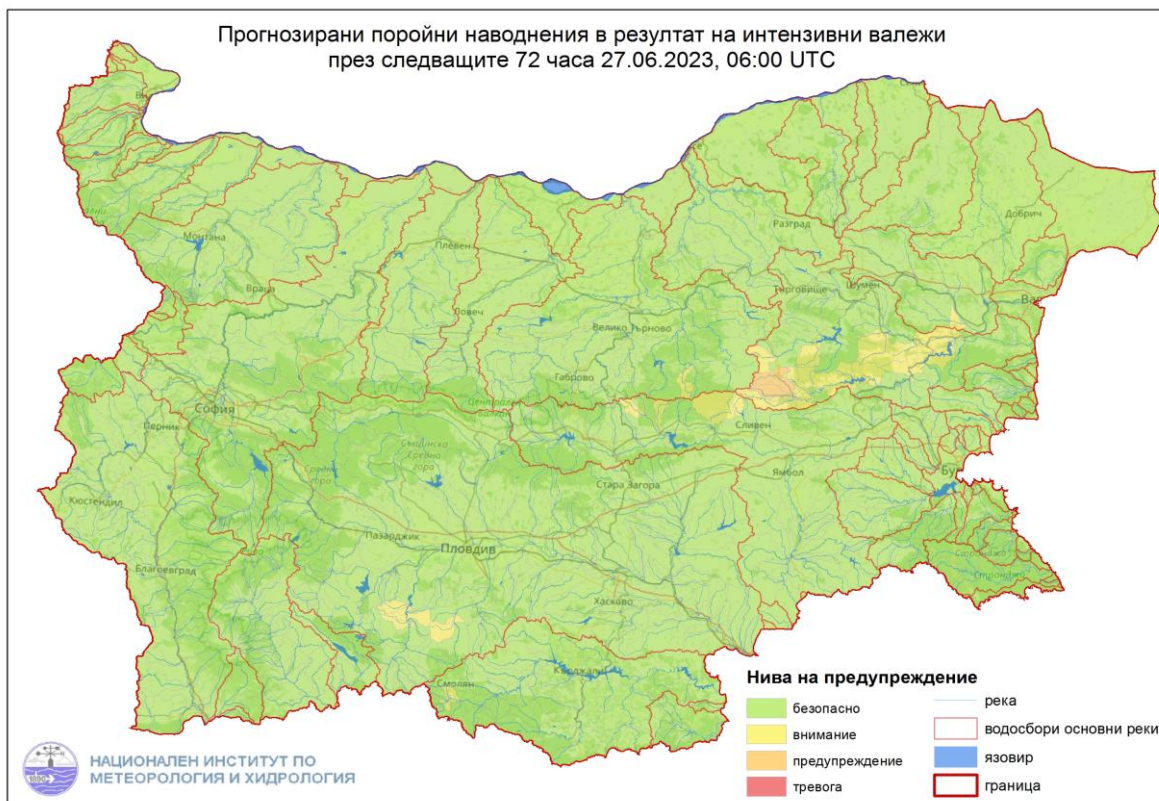 Прогнозирани поройни наводнения в резултат на интензивни валежи
през следващите 72 часа 27.06.2023, 06:00 UTC
Добрич
Разград
Монтана
Плевен
Шумен
Търговище
Враца
Ловеч
Велико Търново
Габрово
София
Перник
Сливен
Средна гора
Ямбол
Стара Загора
Кюстендил
Пазарджик
Пловдив
Благоевград
Хасково
Смолян
Кърджали
Нива на предупреждение
безопасно
внимание
предупреждение
тревога
река
водосбори основни реки
язовир
граница
1890
НАЦИОНАЛЕН ИНСТИТУТ ПО
МЕТЕОРОЛОГИЯ И ХИДРОЛОГИЯ